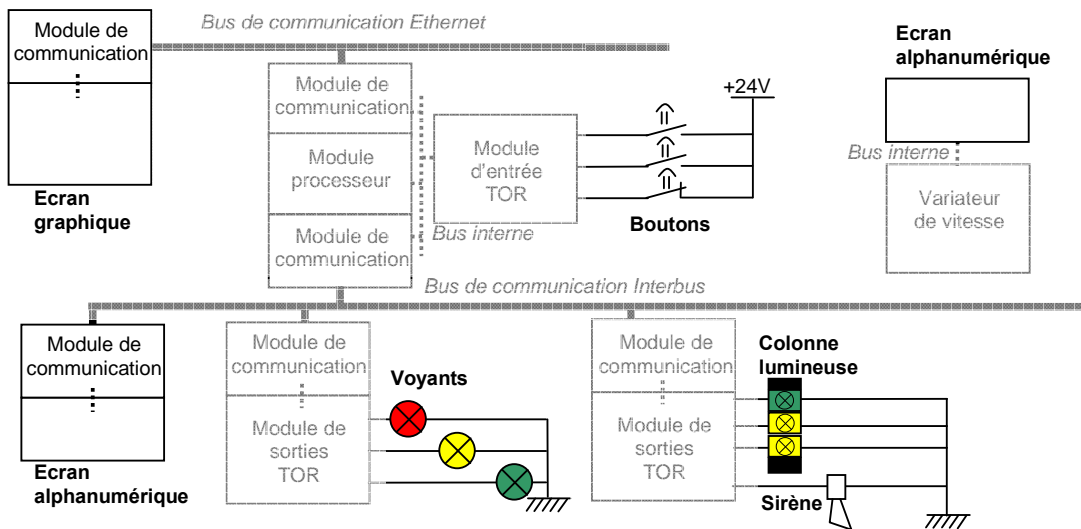 Module de
communication
Bus de communication Ethernet
Ecran
graphique
Module de
communication
Module
processeur
Module de
communication
Bus interne
Module
d'entrée
TOR
+24V
Boutons
Ecran
alphanumérique
Bus interne
Variateur
de vitesse
Bus de communication Interbus
Module de
communication
Ecran
alphanumérique
Module de
communication
Module de
sorties
TOR
Voyants
Module de
communication
Module de
sorties
TOR
Colonne
lumineuse
Sirène